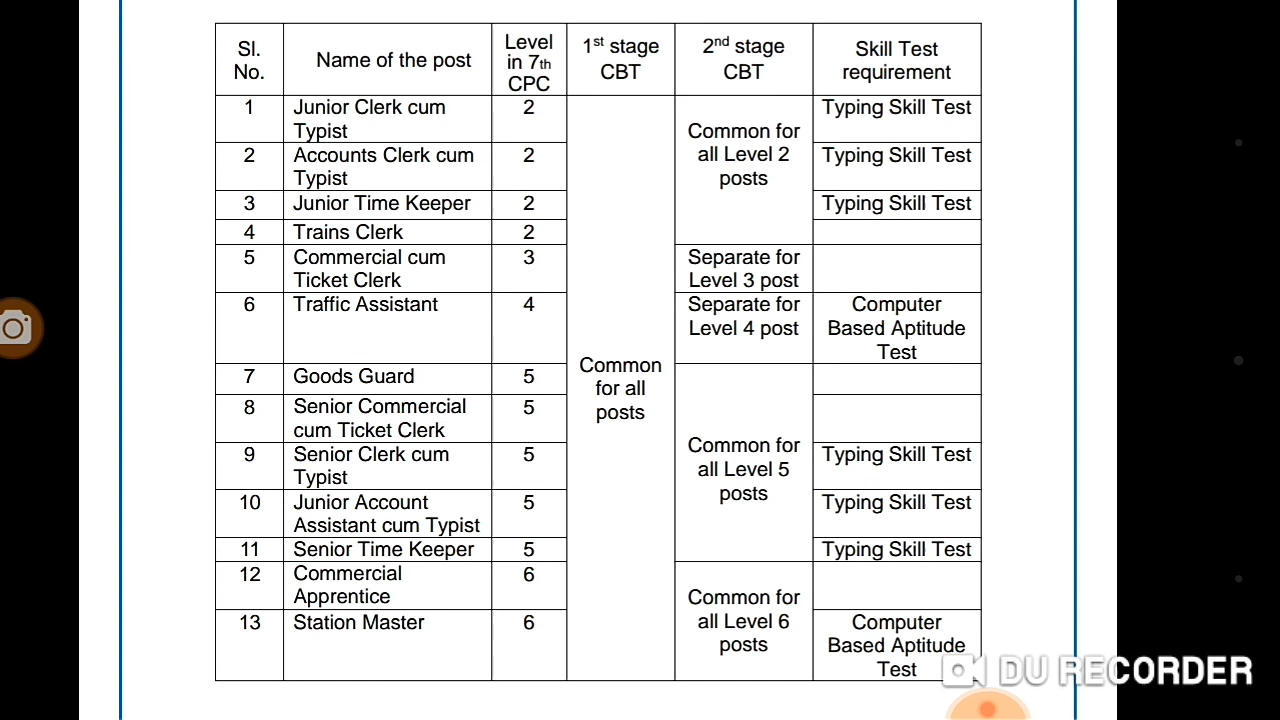 Sl. No. Name of the post Level in 7th CPC 1st stage CBT 2nd stage CBT Skill Test requirement
1 Junior Clerk cum Typist 2 Common for all posts Common for all Level 2 posts Typing Skill Test
2 Accounts Clerk cum Typist 2 Typing Skill Test
3 Junior Time Keeper 2 Typing Skill Test
4 Trains Clerk 2
5 Commercial cum Ticket Clerk 3 Separate for Level 3 post
6 Traffic Assistant 4 Separate for Level 4 post Computer Based Aptitude Test
7 Goods Guard 5 Common for all Level 5 posts
8 Senior Commercial cum Ticket Clerk 5
9 Senior Clerk cum Typist 5 Typing Skill Test
10 Junior Account Assistant cum Typist 5 Typing Skill Test
11 Senior Time Keeper 5 Typing Skill Test
12 Commercial Apprentice 6 Common for all Level 6 posts
13 Station Master 6 Computer Based Aptitude Test
DU RECORDER